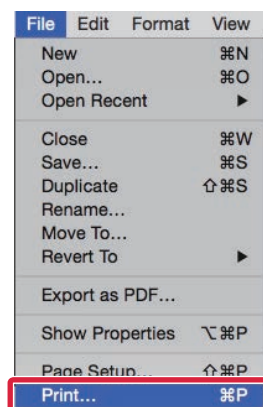 File Edit Format View
New ⌘N
Open... ⌘O
Open Recent ▶
Close ⌘W
Save... ⌘S
Duplicate ⇧⌘S
Rename...
Move To...
Revert To ▶
Export as PDF...
Show Properties ⌥⌘P
Page Setup... ⇧⌘P
Print... ⌘P